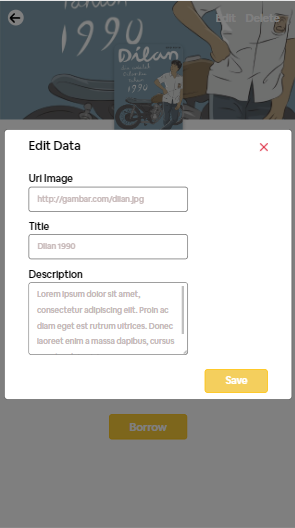 Edit Delete
1990
Dilan
1990
Edit Data
Url Image
http://gambar.com/dilan.jpg
Title
Dilan 1990
Description
Lorem ipsum dolor sit amet,
consectetur adipiscing elit. Proin ac
diam eget est rutrum ultrices. Donec
laoreet enim a massa dapibus, cursus
Save
Borrow